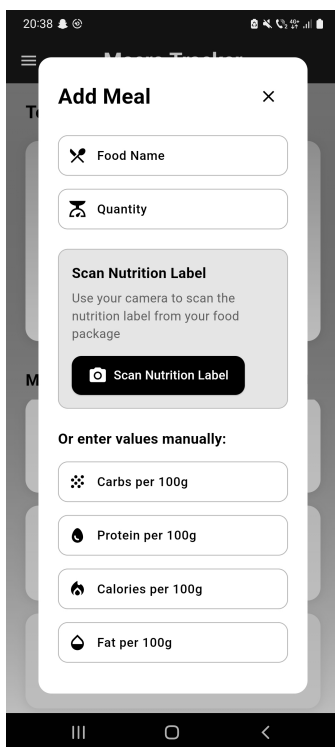 20:38
Add Meal
Food Name
Quantity
Scan Nutrition Label
Use your camera to scan the
nutrition label from your food
package
Scan Nutrition Label
Or enter values manually:
Carbs per 100g
Protein per 100g
Calories per 100g
Fat per 100g